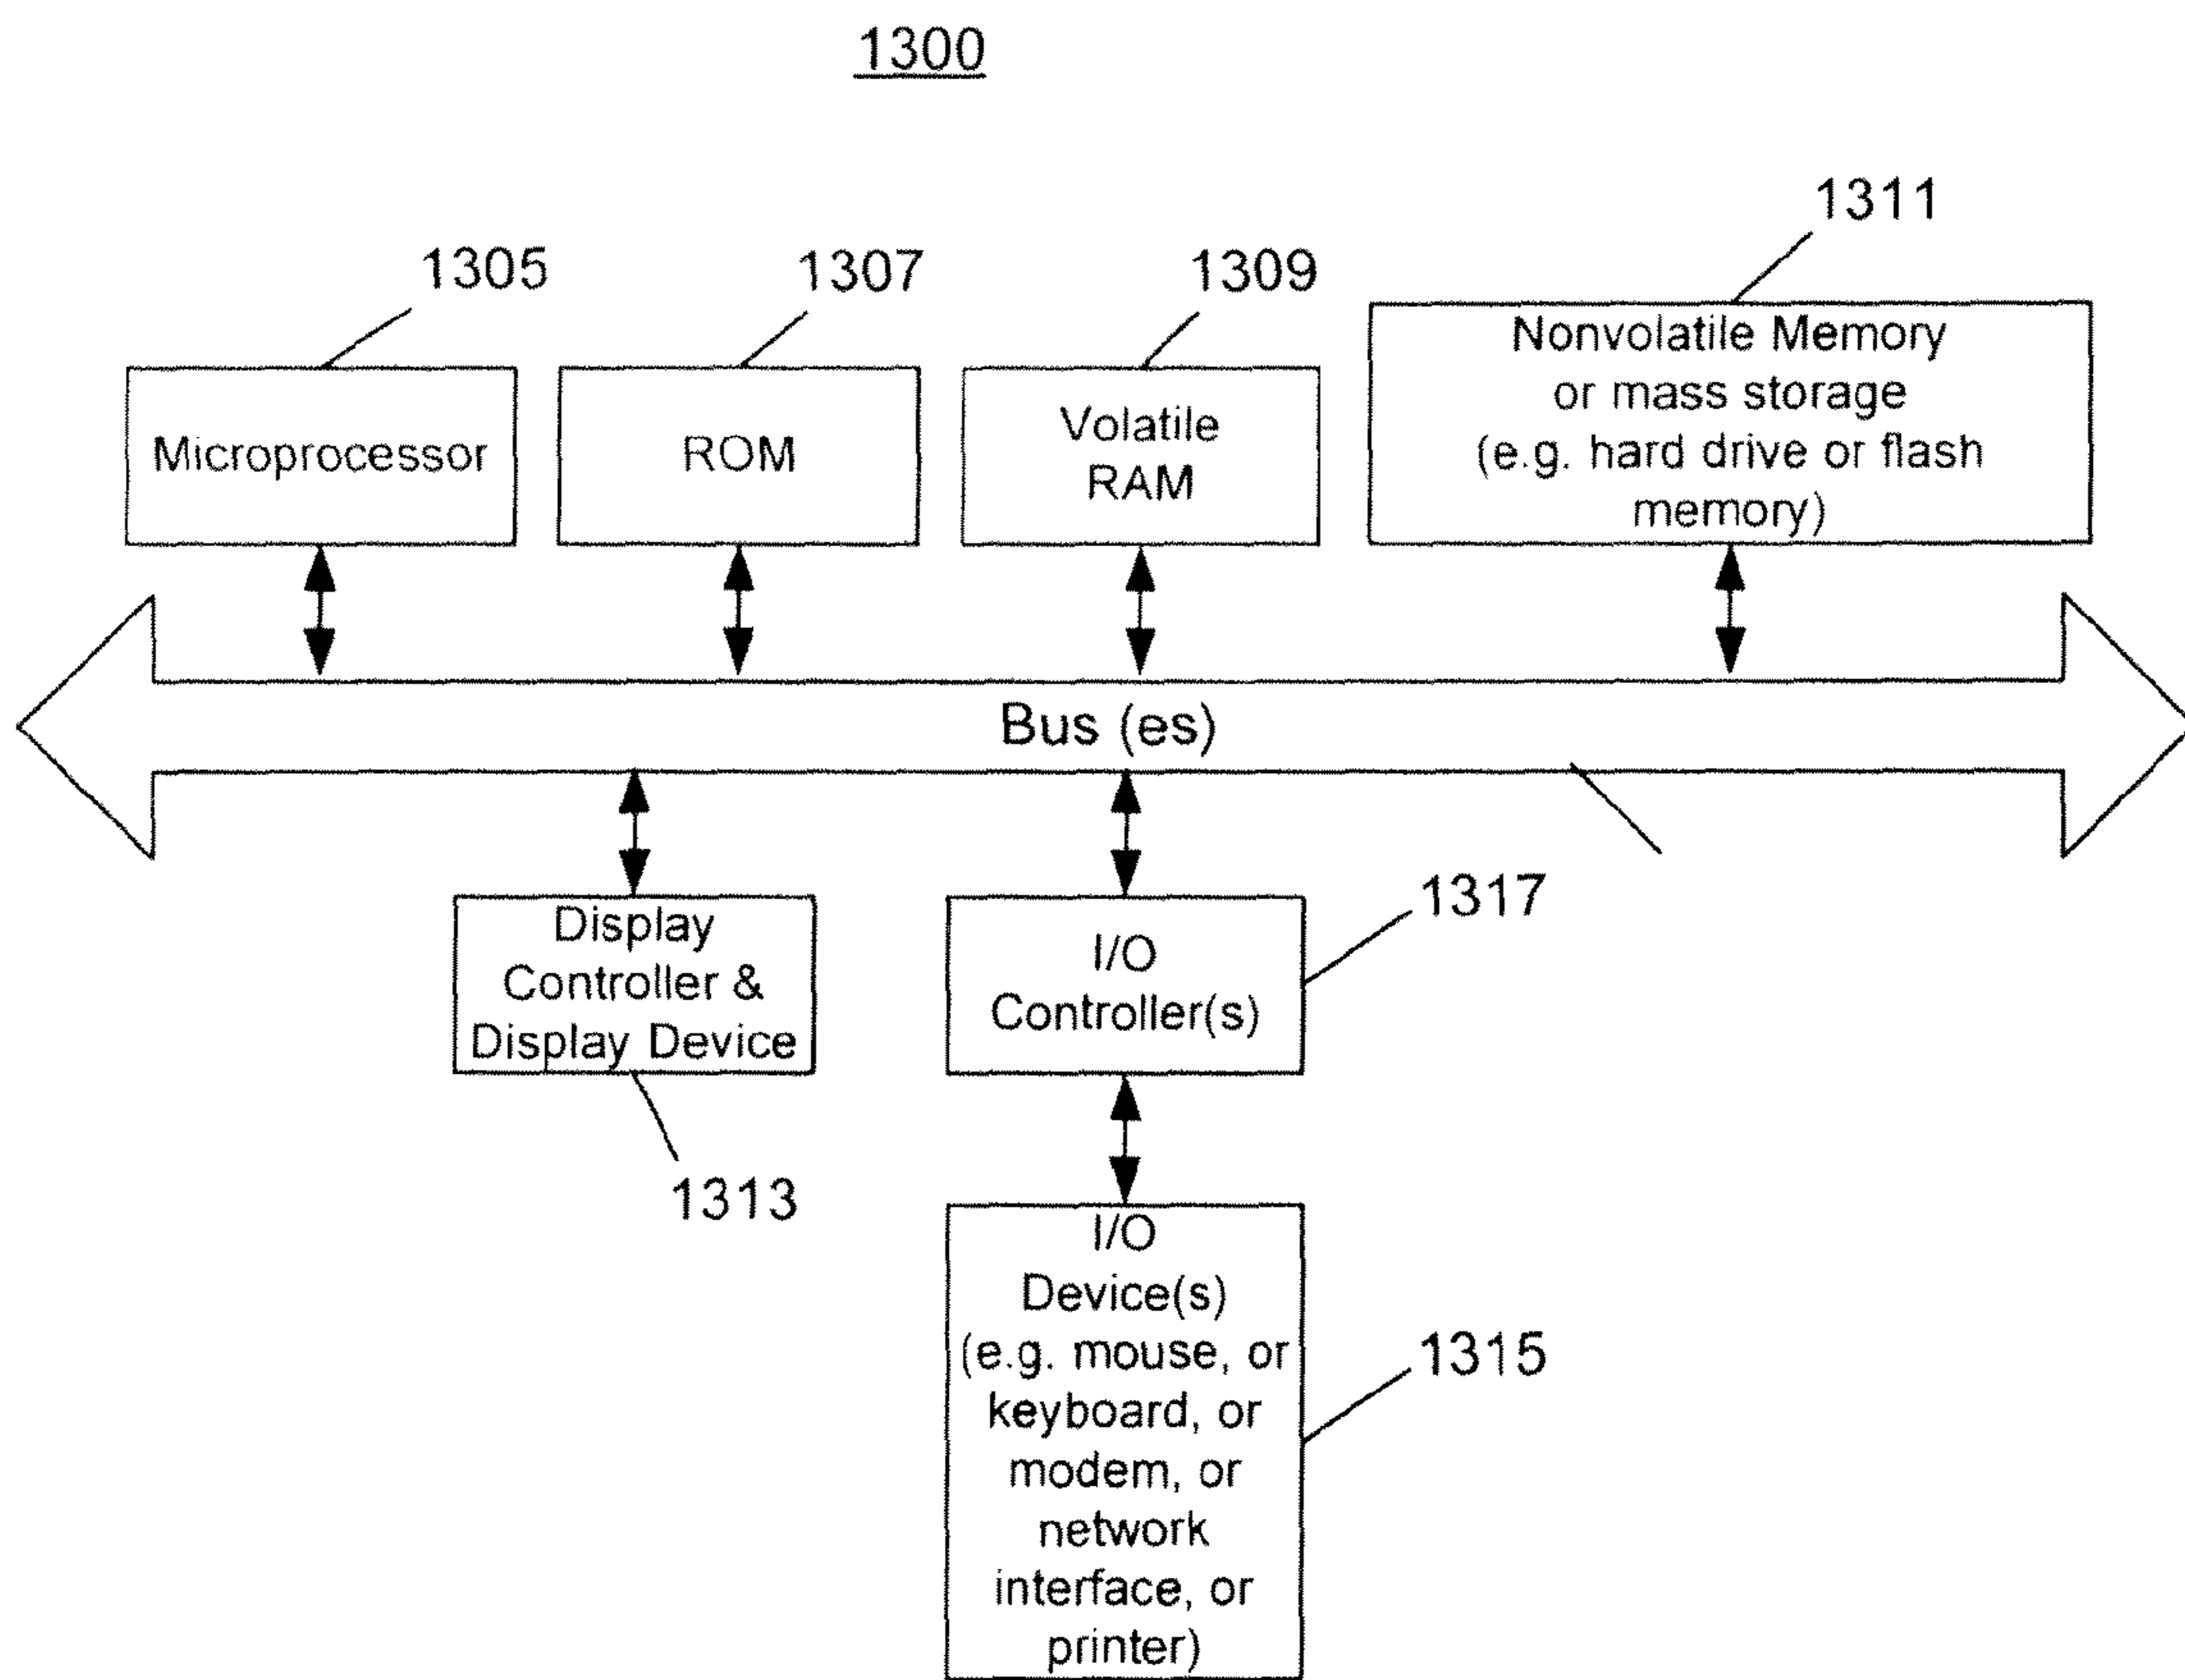 1300
1311
1305
1307
1309
Microprocessor
ROM
Volatile
RAM
Nonvolatile Memory
or mass storage
(e.g. hard drive or flash
memory)
Bus (es)
Display
Controller &
Display Device
1313
I/O
Controller(s)
1317
I/O
Device(s)
(e.g. mouse, or
keyboard, or
modem, or
network
interface, or
printer)
1315